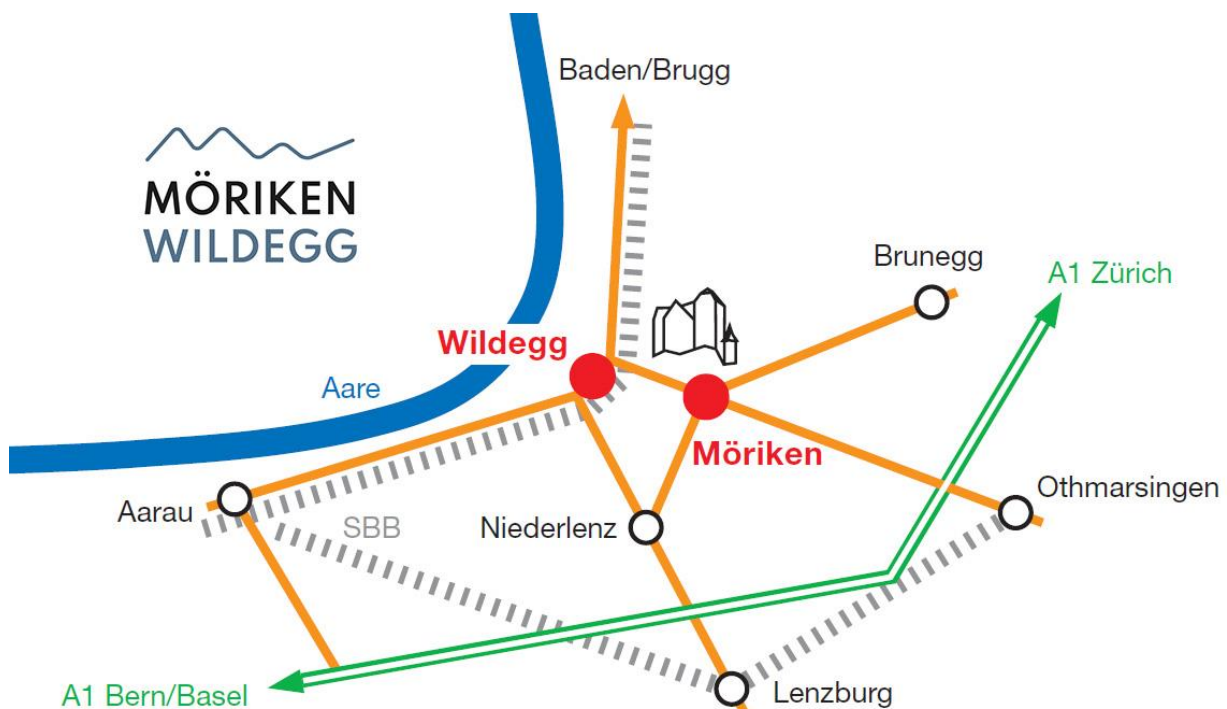 Baden/Brugg
MÖRIKEN
WILDEGG
Brunegg
A1 Zürich
Wildegg
Aare
Möriken
Aarau
SBB
Niederlenz
Othmarsingen
A1 Bern/Basel
Lenzburg